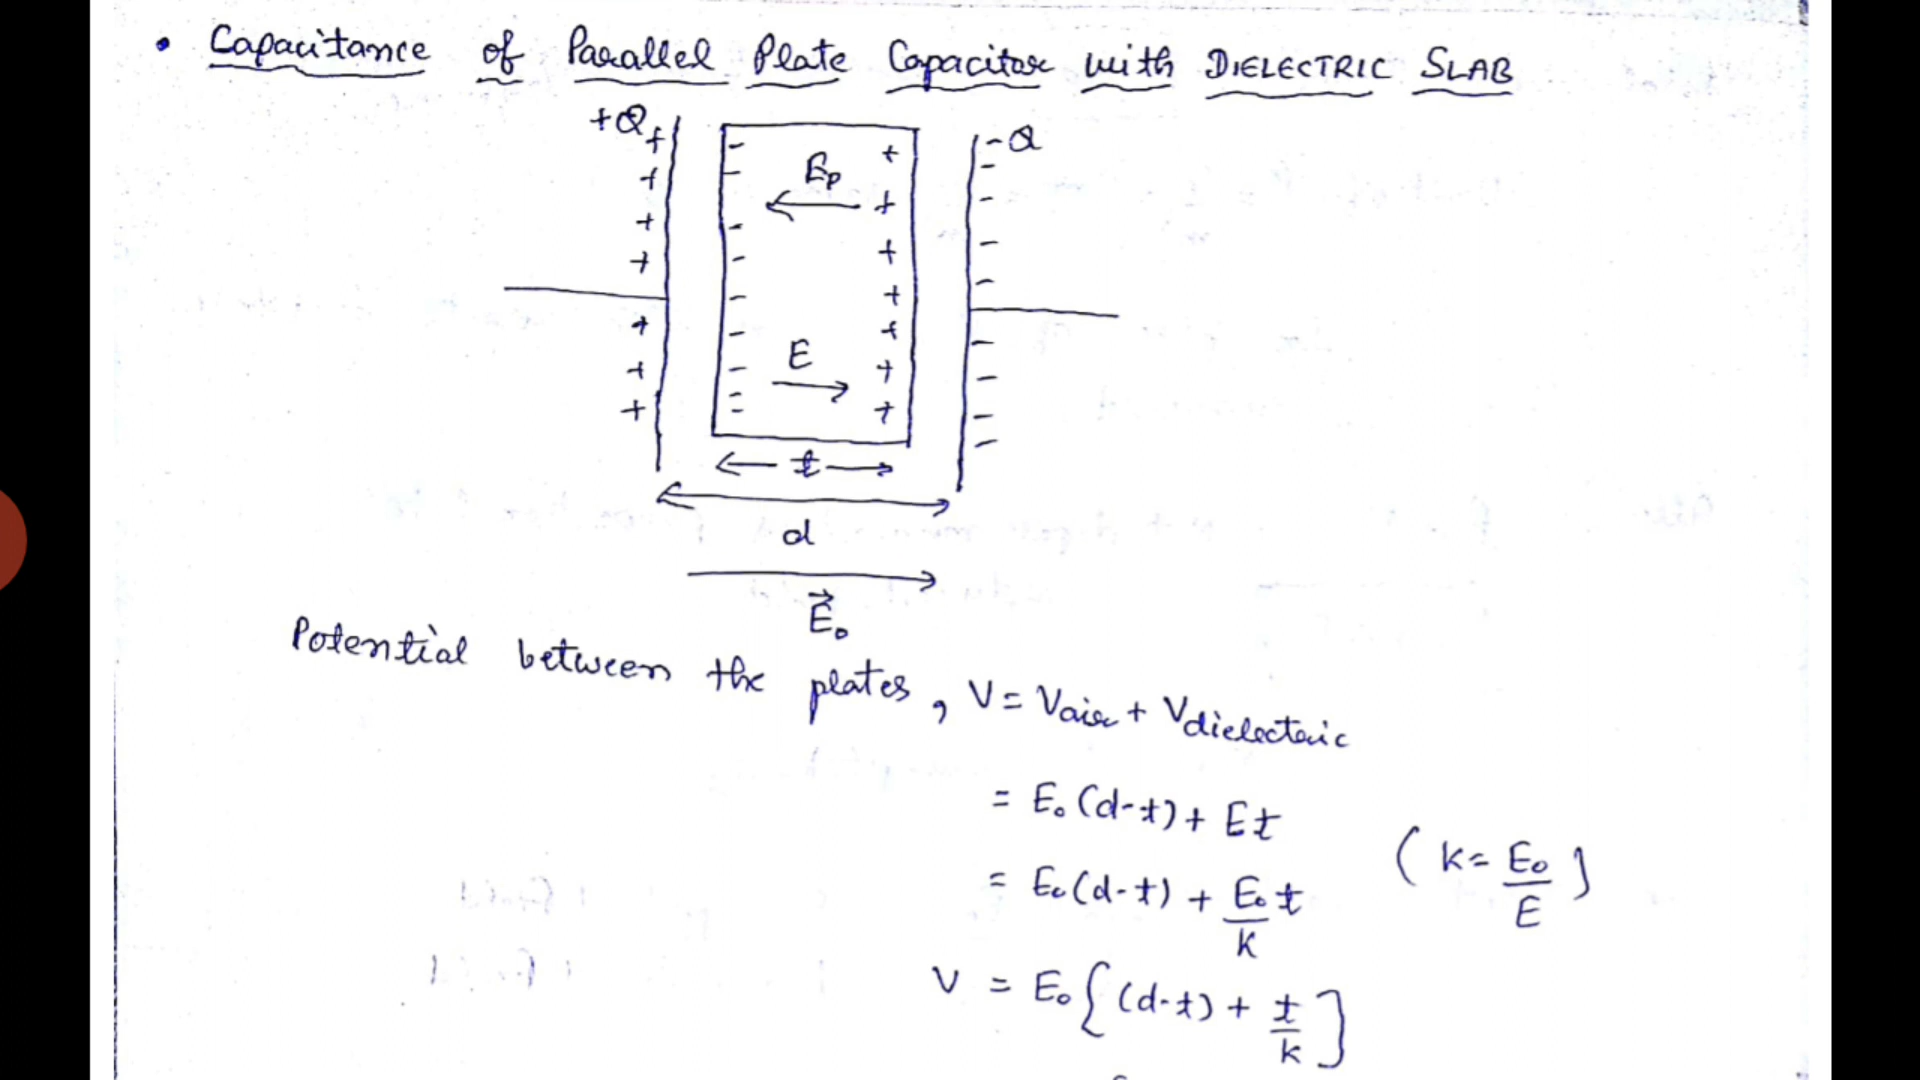 • Capacitance of Parallel Plate Capacitor with DIELECTRIC SLAB
+Q + - + -Q
+ - -
+ Ep + -
+ - + -
- - + -
+ - + -
+ E - + -
+ = + -
t
d
E⃗₀
Potential between the plates, V = Vair + Vdielectric
= E₀(d-t) + Et
= E₀(d-t) + E₀/k t (k = E₀/E)
V = E₀{(d-t) + t/k}